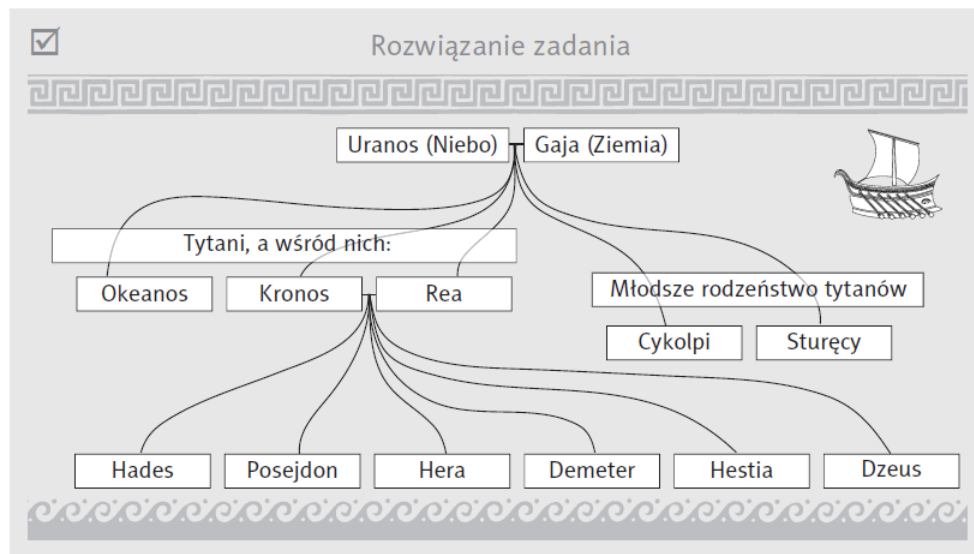 Rozwiązanie zadania
Uranos (Niebo)
Gaja (Ziemia)
Tytani, a wśród nich:
Okeanos
Kronos
Rea
Młodsze rodzeństwo tytanów
Cykolpi
Sturęcy
Hades
Posejdon
Hera
Demeter
Hestia
Dzeus